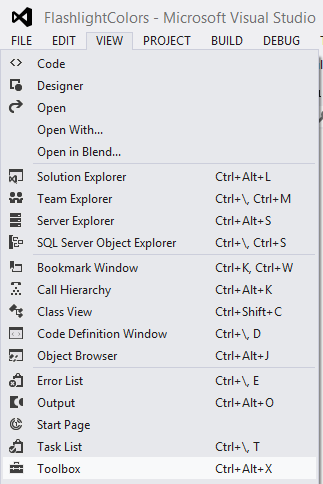 FlashlightColors - Microsoft Visual Studio
FILE EDIT VIEW PROJECT BUILD DEBUG
Code
Designer
Open
Open With...
Open in Blend...
Solution Explorer Ctrl+Alt+L
Team Explorer Ctrl+\, Ctrl+M
Server Explorer Ctrl+Alt+S
SQL Server Object Explorer Ctrl+\, Ctrl+S
Bookmark Window Ctrl+K, Ctrl+W
Call Hierarchy Ctrl+Alt+K
Class View Ctrl+Shift+C
Code Definition Window Ctrl+\, D
Object Browser Ctrl+Alt+J
Error List Ctrl+\, E
Output Ctrl+Alt+O
Start Page
Task List Ctrl+\, T
Toolbox Ctrl+Alt+X